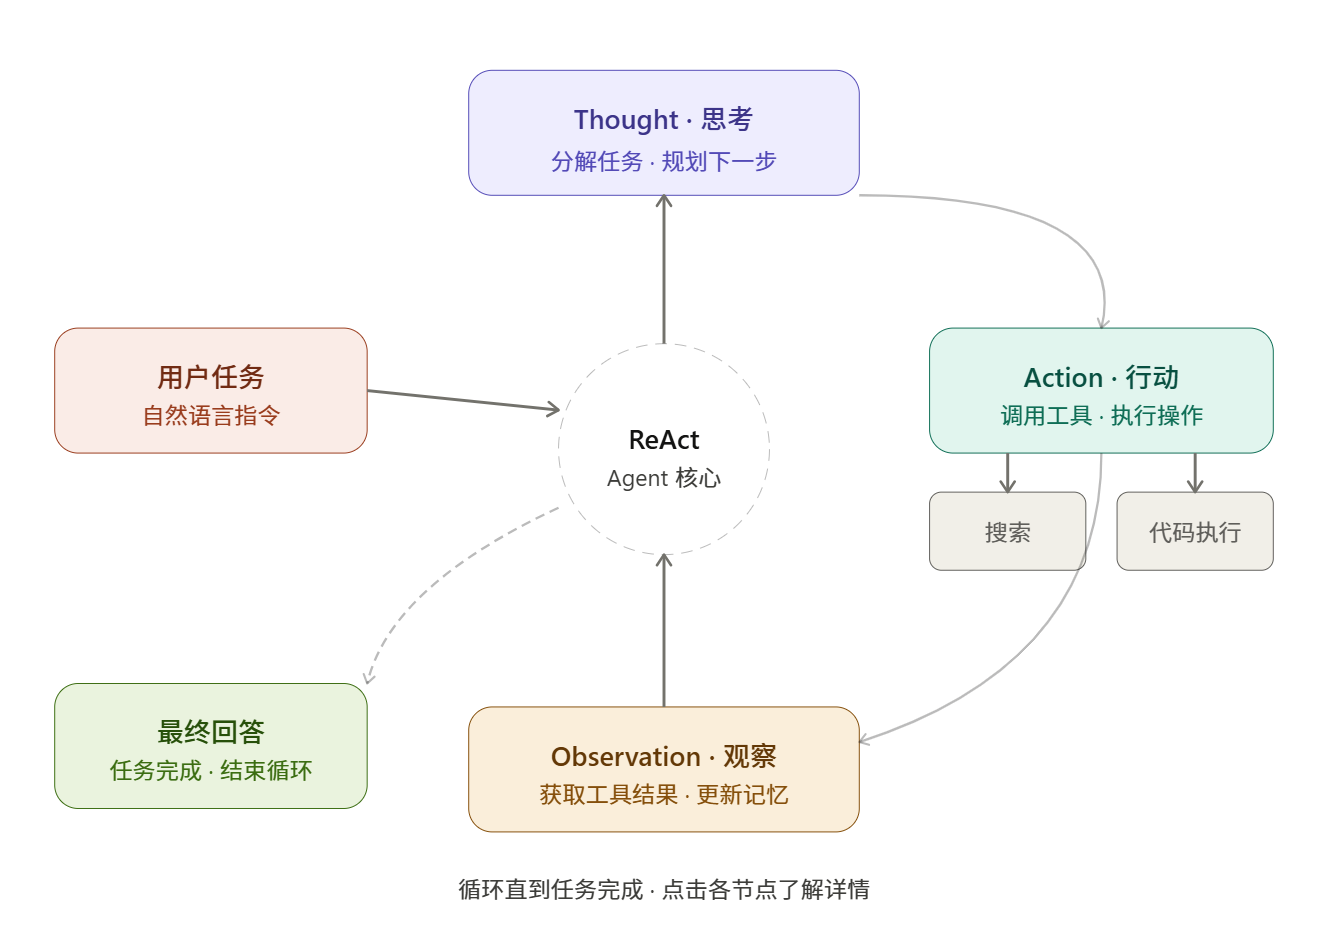 Thought · 思考
分解任务 · 规划下一步
用户任务
自然语言指令
ReAct
Agent 核心
Action · 行动
调用工具 · 执行操作
搜索
代码执行
最终回答
任务完成 · 结束循环
Observation · 观察
获取工具结果 · 更新记忆
循环直到任务完成 · 点击各节点了解详情